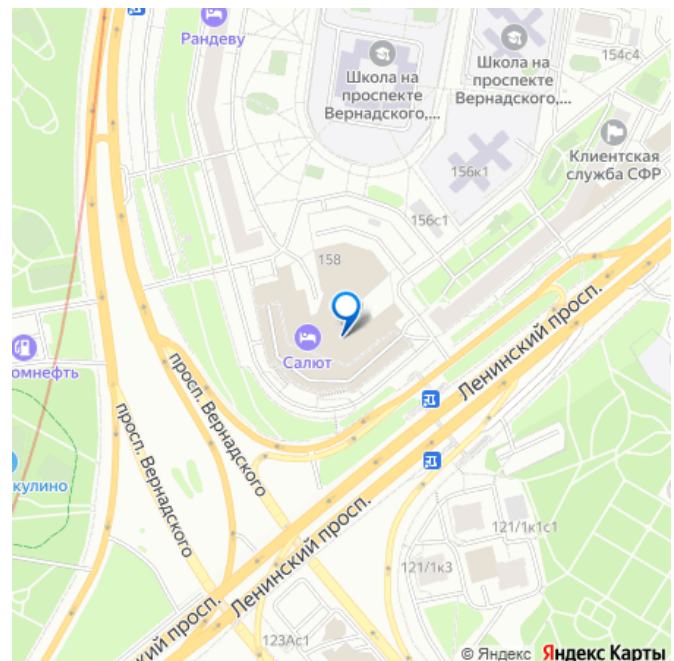 Рандеву
Школа на
проспекте
Вернадского,...
Школа на
проспекте
Вернадского,...
154с4
Клиентская
служба СФР
156к1
156с1
158
Салют
омнефть
просп. Вернадского
просп. Вернадского
Ленинский просп.
Ленинский просп.
кулино
кий просп.
121/1к1с1
121/1к3
123Ас1
© Яндекс Яндекс Карты